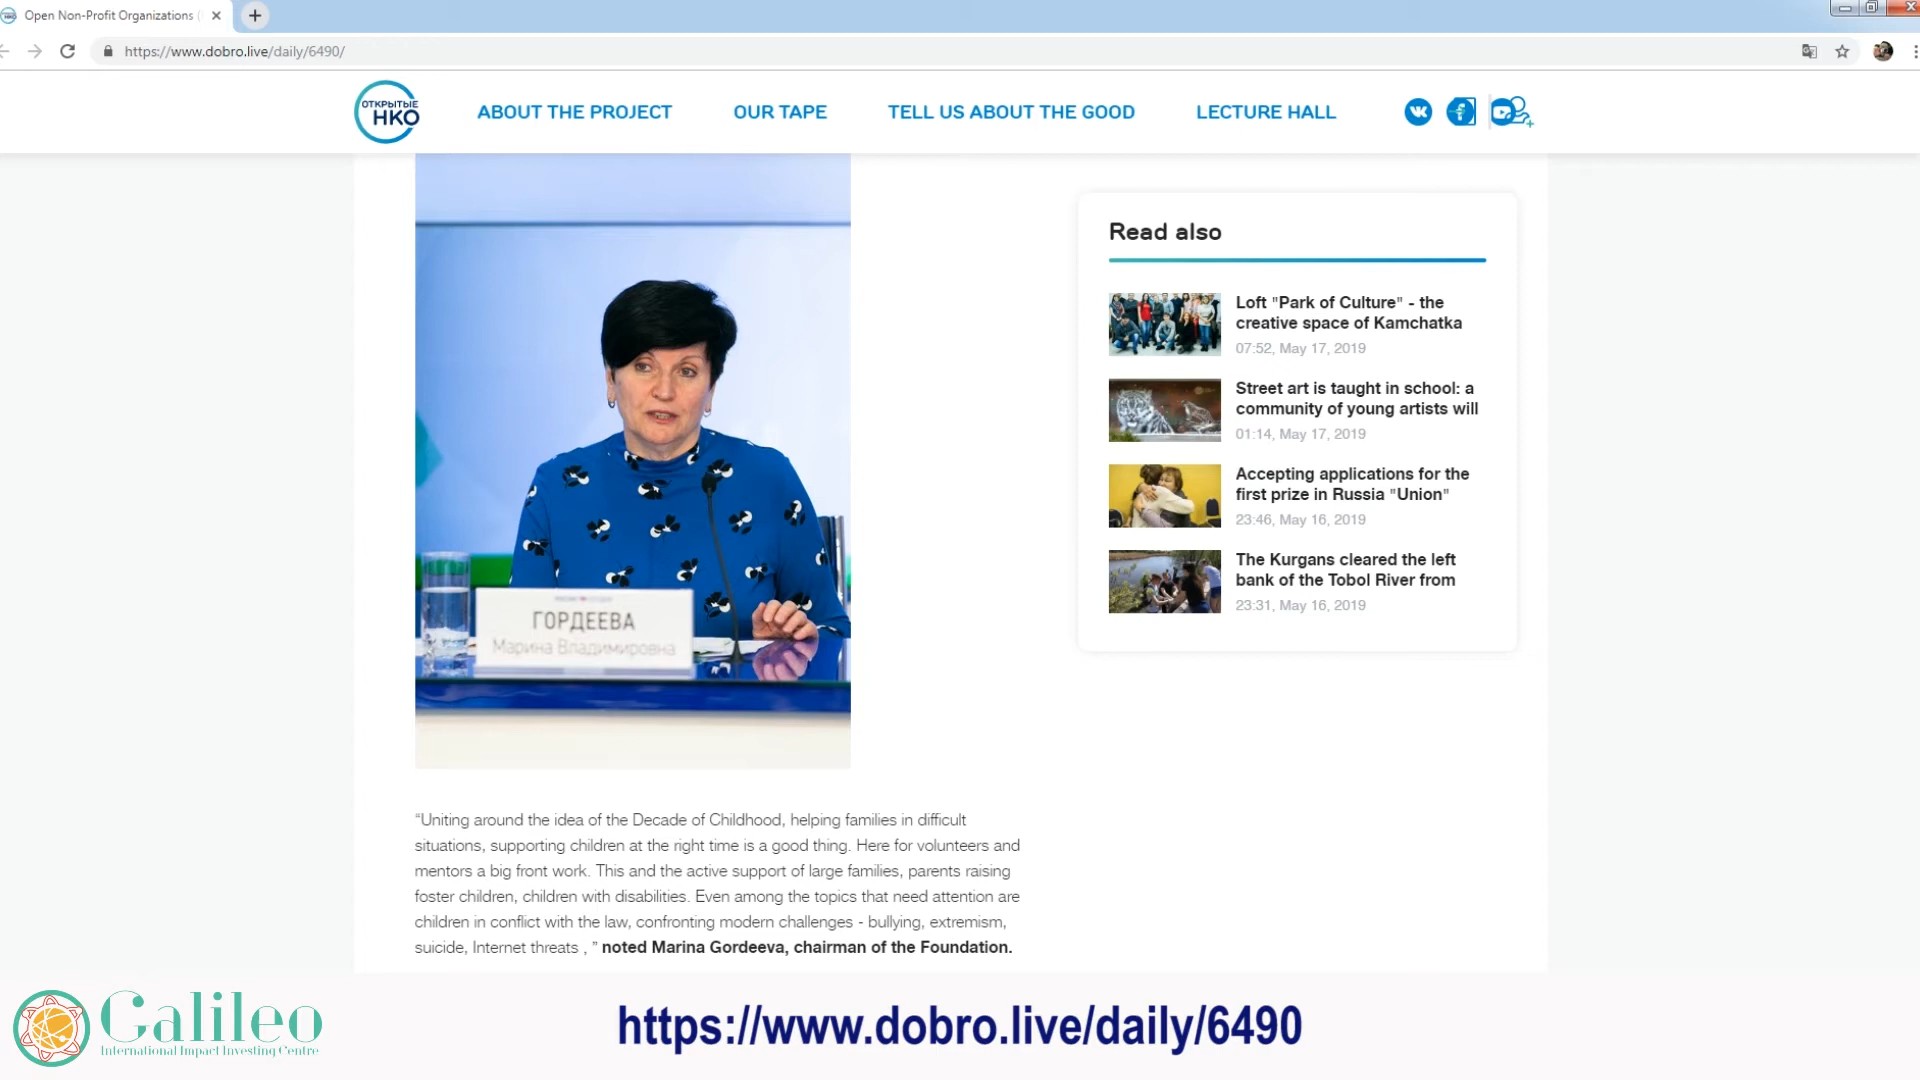 Open Non-Profit Organizations (
https://www.dobro.live/daily/6490/
ОТКРЫТЫЕ
НКО
ABOUT THE PROJECT
OUR TAPE
TELL US ABOUT THE GOOD
LECTURE HALL
ГОРДЕЕВА
Марина Владимировна
Read also
Loft "Park of Culture" - the
creative space of Kamchatka
07:52, May 17, 2019
Street art is taught in school: a
community of young artists will
01:14, May 17, 2019
Accepting applications for the
first prize in Russia "Union"
23:46, May 16, 2019
The Kurgans cleared the left
bank of the Tobol River from
23:31, May 16, 2019
“Uniting around the idea of the Decade of Childhood, helping families in difficult
situations, supporting children at the right time is a good thing. Here for volunteers and
mentors a big front work. This and the active support of large families, parents raising
foster children, children with disabilities. Even among the topics that need attention are
children in conflict with the law, confronting modern challenges - bullying, extremism,
suicide, Internet threats , ” noted Marina Gordeeva, chairman of the Foundation.
Galileo
International Impact Investing Centre
https://www.dobro.live/daily/6490